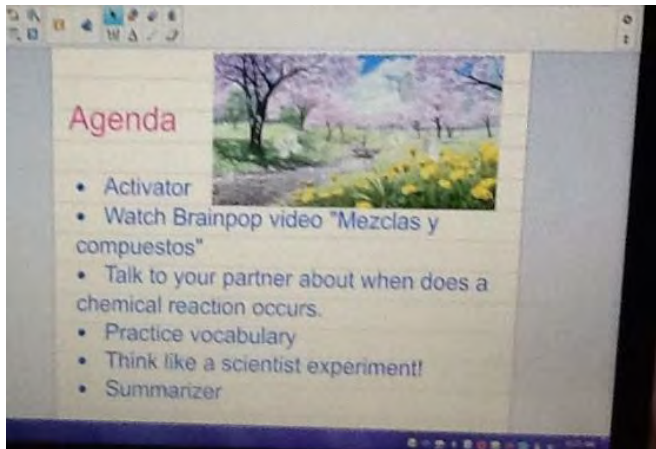 Agenda
• Activator
• Watch Brainpop video "Mezclas y
compuestos"
• Talk to your partner about when does a
chemical reaction occurs.
• Practice vocabulary
• Think like a scientist experiment!
• Summarizer